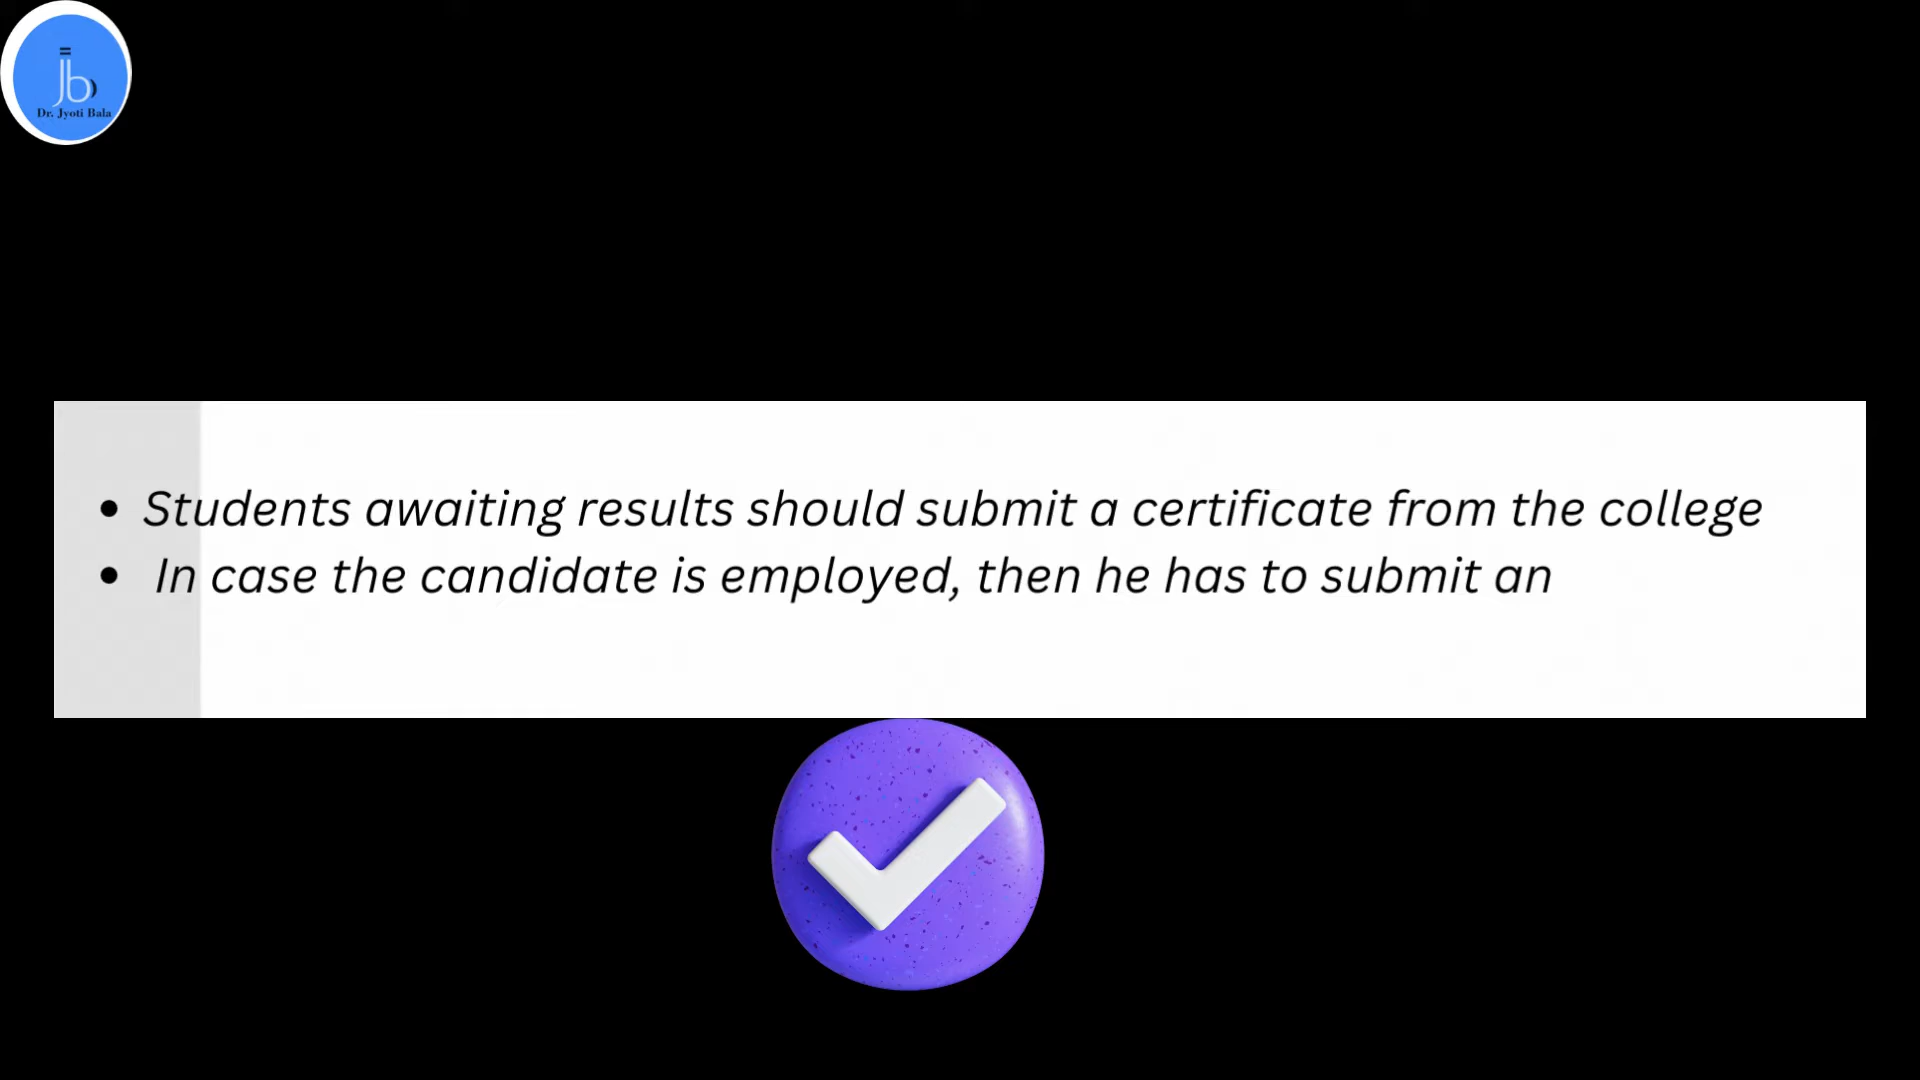 jb
Dr. Jyoti Bala
• Students awaiting results should submit a certificate from the college
• In case the candidate is employed, then he has to submit an